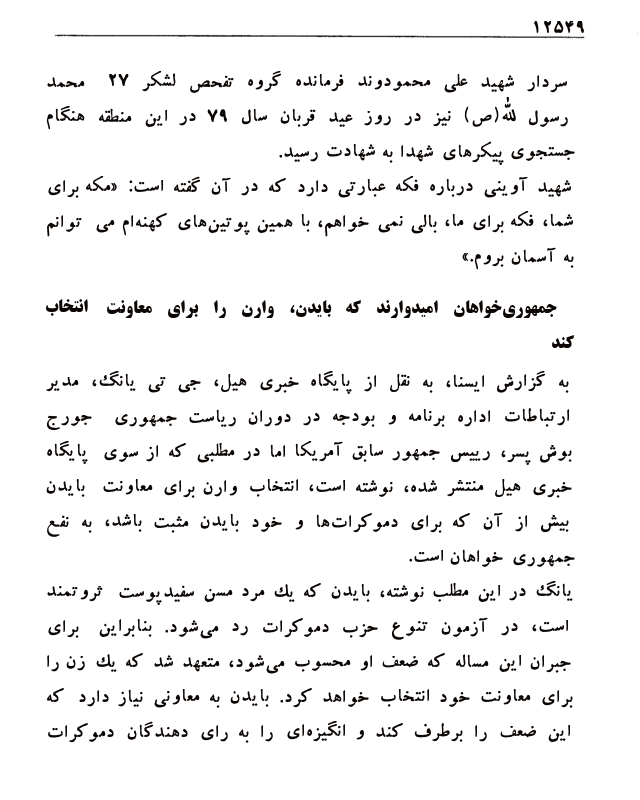 ۱۲۵۴۹
سردار شهید علی محمودوند فرمانده گروه تفحص لشکر ۲۷ محمد
رسول لله(ص) نیز در روز عید قربان سال ۷۹ در این منطقه هنگام
جستجوی پیکرهای شهدا به شهادت رسید.
شهید آوینی درباره فکه عبارتی دارد که در آن گفته است: «مکه برای
شما، فکه برای ما، بالی نمی خواهم، با همین پوتین‌های کهنه‌ام می توانم
به آسمان بروم.»
جمهوری‌خواهان امیدوارند که بایدن، وارن را برای معاونت انتخاب
کند
به گزارش ایسنا، به نقل از پایگاه خبری هیل، جی تی یانگ، مدیر
ارتباطات اداره برنامه و بودجه در دوران ریاست جمهوری جورج
بوش پسر، رییس جمهور سابق آمریکا اما در مطلبی که از سوی پایگاه
خبری هیل منتشر شده، نوشته است، انتخاب وارن برای معاونت بایدن
بیش از آن که برای دموکرات‌ها و خود بایدن مثبت باشد، به نفع
جمهوری خواهان است.
یانگ در این مطلب نوشته، بایدن که یك مرد مسن سفیدپوست ثروتمند
است، در آزمون تنوع حزب دموکرات رد می‌شود. بنابراین برای
جبران این مساله که ضعف او محسوب می‌شود، متعهد شد که یك زن را
برای معاونت خود انتخاب خواهد کرد. بایدن به معاونی نیاز دارد که
این ضعف را برطرف کند و انگیزه‌ای را به رای دهندگان دموکرات